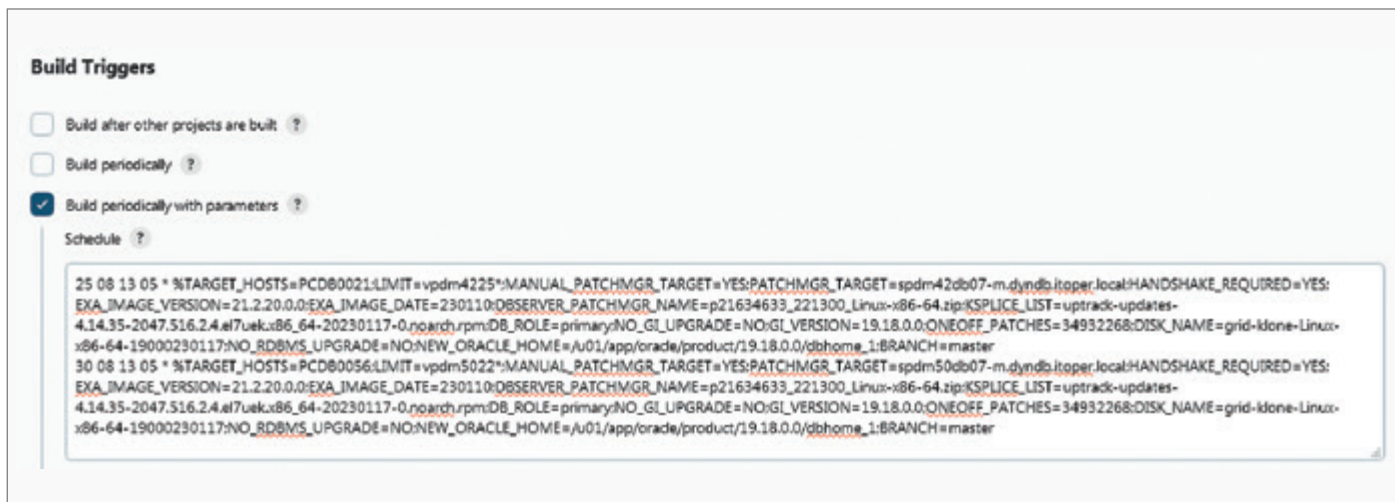 Build Triggers
Build after other projects are built ?
Build periodically ?
Build periodically with parameters ?
Schedule ?
25 08 13 05 * %TARGET_HOSTS=PCDB0021;LIMIT=vpdm4225*;MANUAL_PATCHMGR_TARGET=YES;PATCHMGR_TARGET=spdm42db07-m.dyndb.itoper.local;HANDSHAKE_REQUIRED=YES;
EXA_IMAGE_VERSION=21.2.20.0.0;EXA_IMAGE_DATE=230110;DBSERVER_PATCHMGR_NAME=p21634633_221300_Linux-x86-64.zip;KSPLICE_LIST=uptrack-updates-
4.14.35-2047.516.2.4.el7uek.x86_64-20230117-0.noarch.rpm;DB_ROLE=primary;NO_GI_UPGRADE=NO;GI_VERSION=19.18.0.0;ONEOFF_PATCHES=34932268;DISK_NAME=grid-klone-Linux-
x86-64-19000230117;NO_RDBMS_UPGRADE=NO;NEW_ORACLE_HOME=/u01/app/oracle/product/19.18.0.0/dbhome_1;BRANCH=master
30 08 13 05 * %TARGET_HOSTS=PCDB0056;LIMIT=vpdm5022*;MANUAL_PATCHMGR_TARGET=YES;PATCHMGR_TARGET=spdm50db07-m.dyndb.itoper.local;HANDSHAKE_REQUIRED=YES;
EXA_IMAGE_VERSION=21.2.20.0.0;EXA_IMAGE_DATE=230110;DBSERVER_PATCHMGR_NAME=p21634633_221300_Linux-x86-64.zip;KSPLICE_LIST=uptrack-updates-
4.14.35-2047.516.2.4.el7uek.x86_64-20230117-0.noarch.rpm;DB_ROLE=primary;NO_GI_UPGRADE=NO;GI_VERSION=19.18.0.0;ONEOFF_PATCHES=34932268;DISK_NAME=grid-klone-Linux-
x86-64-19000230117;NO_RDBMS_UPGRADE=NO;NEW_ORACLE_HOME=/u01/app/oracle/product/19.18.0.0/dbhome_1;BRANCH=master